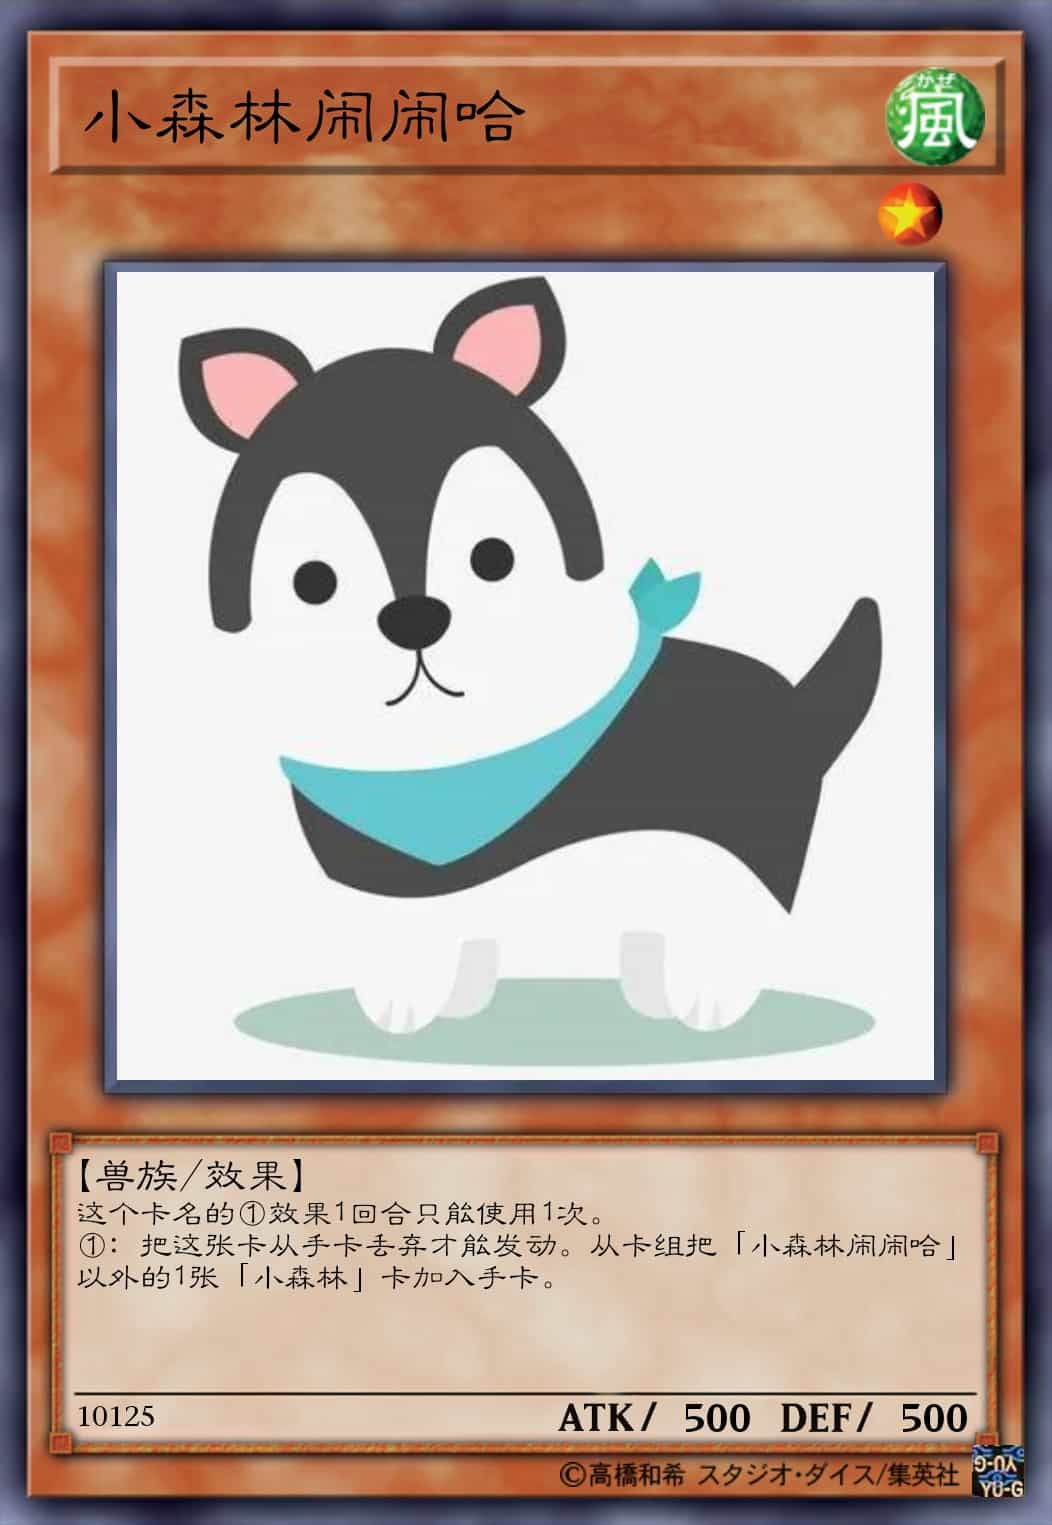 小森林闹闹哈
かぜ
風
【兽族/效果】
这个卡名的①效果1回合只能使用1次。
①：把这张卡从手卡丢弃才能发动。从卡组把「小森林闹闹哈」
以外的1张「小森林」卡加入手卡。
10125
ATK/ 500 DEF/ 500
©高橋和希 スタジオ・ダイス/集英社
YU-G
YU-G